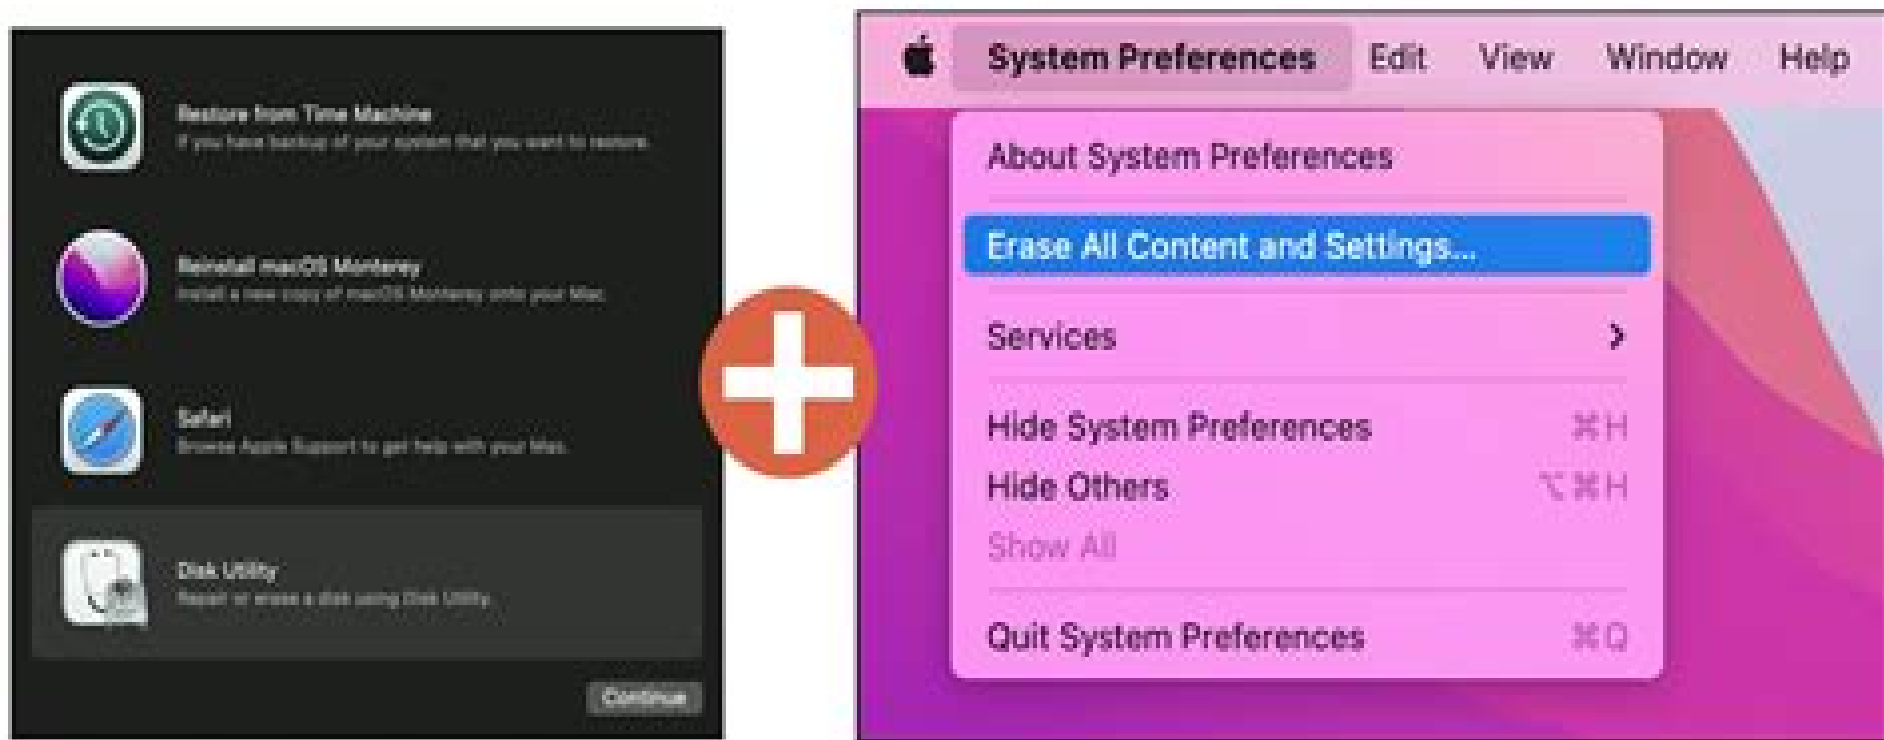 Restore from Time Machine
If you have backup of your system that you want to restore.
Reinstall macOS Monterey
Install a new copy of macOS Monterey onto your Mac.
Safari
Browse Apple Support to get help with your Mac.
Disk Utility
Repair or erase a disk using Disk Utility.
Continue
System Preferences Edit View Window Help
About System Preferences
Erase All Content and Settings...
Services
Hide System Preferences ⌘H
Hide Others ⌥⌘H
Show All
Quit System Preferences ⌘Q